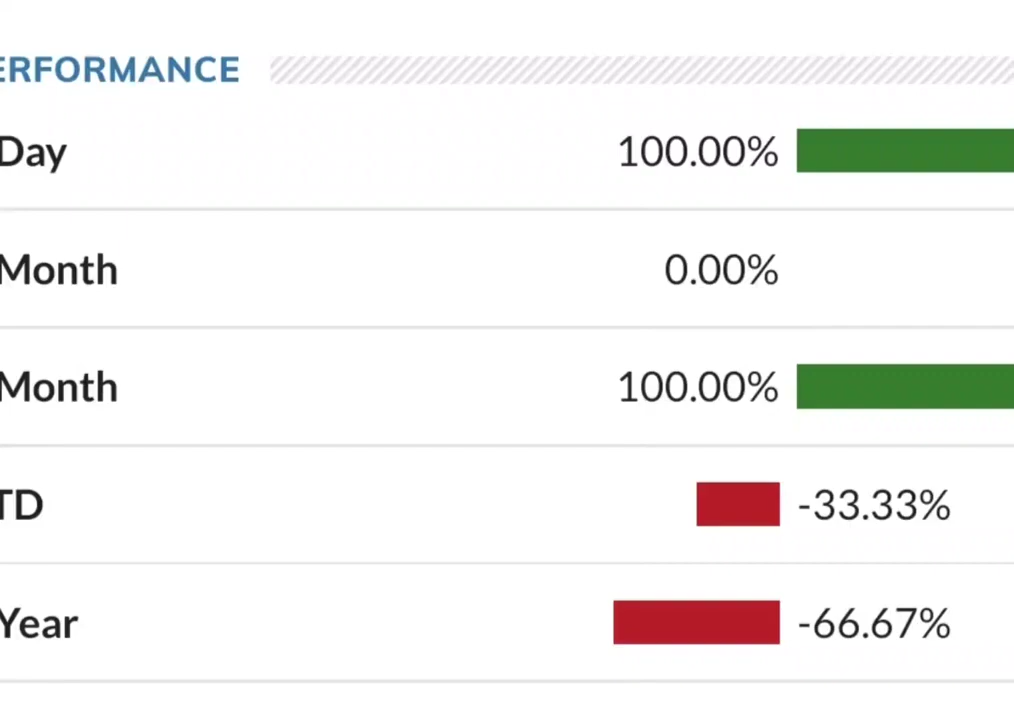 ERFORMANCE
Day 100.00%
Month 0.00%
Month 100.00%
TD -33.33%
Year -66.67%